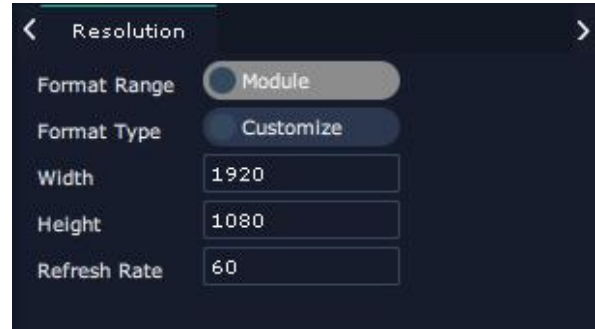 Resolution
Format Range Module
Format Type Customize
Width 1920
Height 1080
Refresh Rate 60